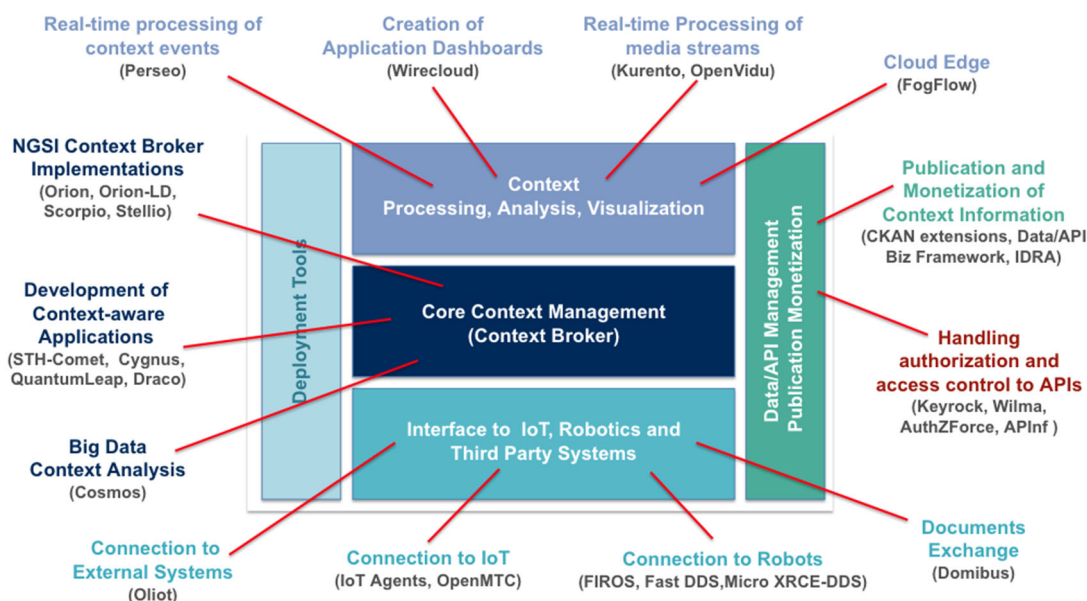 Real-time processing of
context events
(Perseo)
Creation of
Application Dashboards
(Wirecloud)
Real-time Processing of
media streams
(Kurento, OpenVidu)
Cloud Edge
(FogFlow)
NGSI Context Broker
Implementations
(Orion, Orion-LD,
Scorpio, Stellio)
Development of
Context-aware
Applications
(STH-Comet, Cygnus,
QuantumLeap, Draco)
Big Data
Context Analysis
(Cosmos)
Deployment Tools
Context
Processing, Analysis, Visualization
Core Context Management
(Context Broker)
Interface to IoT, Robotics and
Third Party Systems
Data/API Management
Publication Monetization
Publication and
Monetization of
Context Information
(CKAN extensions, Data/API
Biz Framework, IDRA)
Handling
authorization and
access control to APIs
(Keyrock, Wilma,
AuthZForce, APInf )
Connection to
External Systems
(Oliot)
Connection to IoT
(IoT Agents, OpenMTC)
Connection to Robots
(FIROS, Fast DDS,Micro XRCE-DDS)
Documents
Exchange
(Domibus)